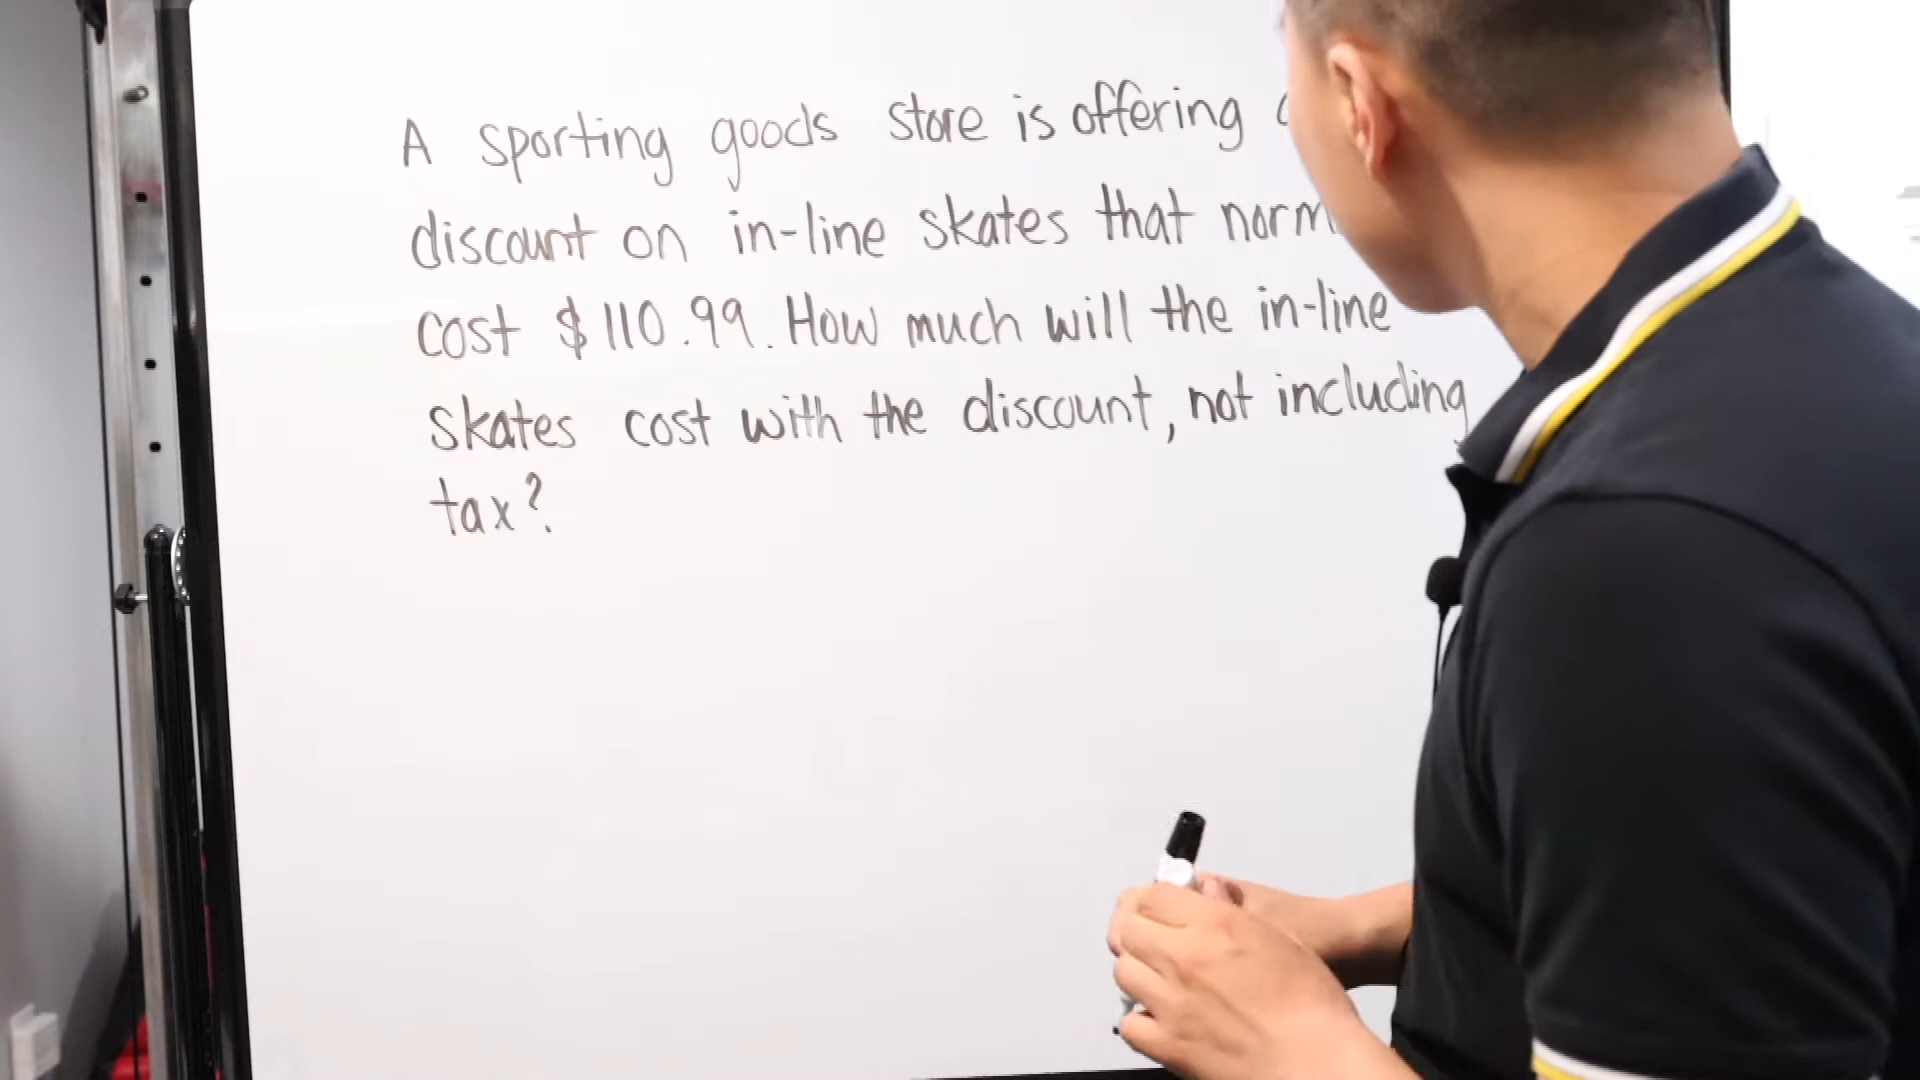 A sporting goods store is offering
discount on in-line skates that norm
cost $110.99. How much will the in-line
skates cost with the discount, not including
tax?